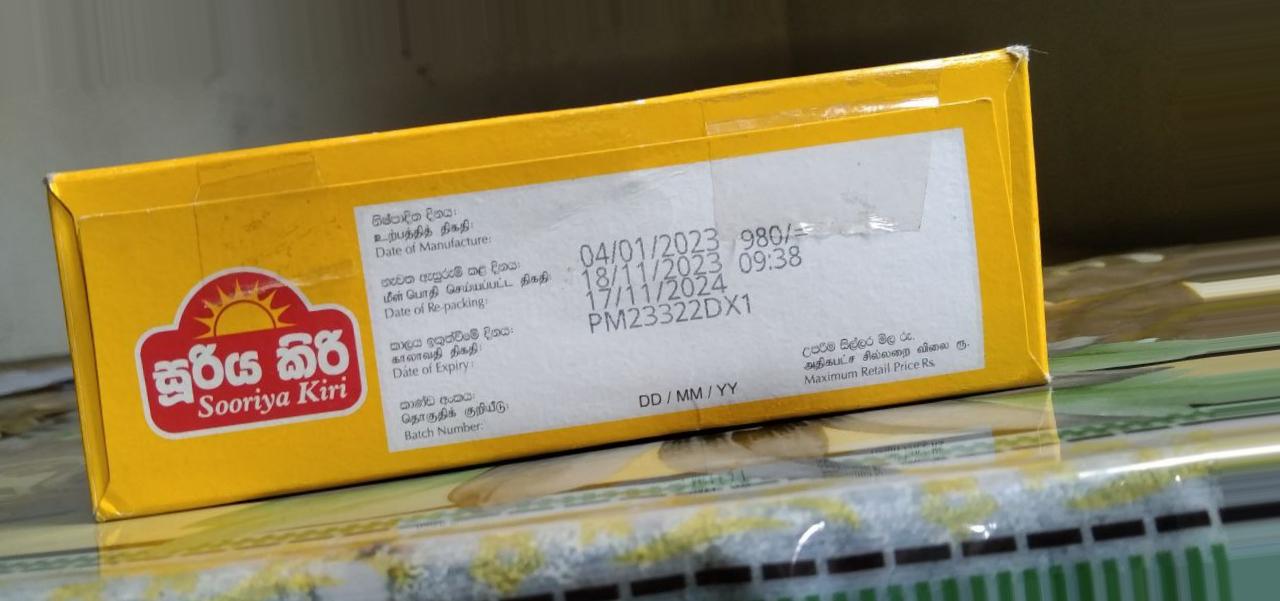 සූරිය කිරි
Sooriya Kiri
නිෂ්පාදිත දිනය:
உற்பத்தித் திகதி:
Date of Manufacture:
නැවත ඇසුරුම් කළ දිනය:
மீள் பொதி செய்யப்பட்ட திகதி:
Date of Re-packing:
කාලය ඉකුත්වීමේ දිනය:
காலாவதி திகதி:
Date of Expiry:
කාණ්ඩ අංකය:
தொகுதிக் குறியீடு:
Batch Number:
04/01/2023 980/=
18/11/2023 09:38
17/11/2024
PM23322DX1
DD / MM / YY
උපරිම සිල්ලර මිල රු.
அதிகபட்ச சில்லறை விலை ரூ.
Maximum Retail Price Rs.